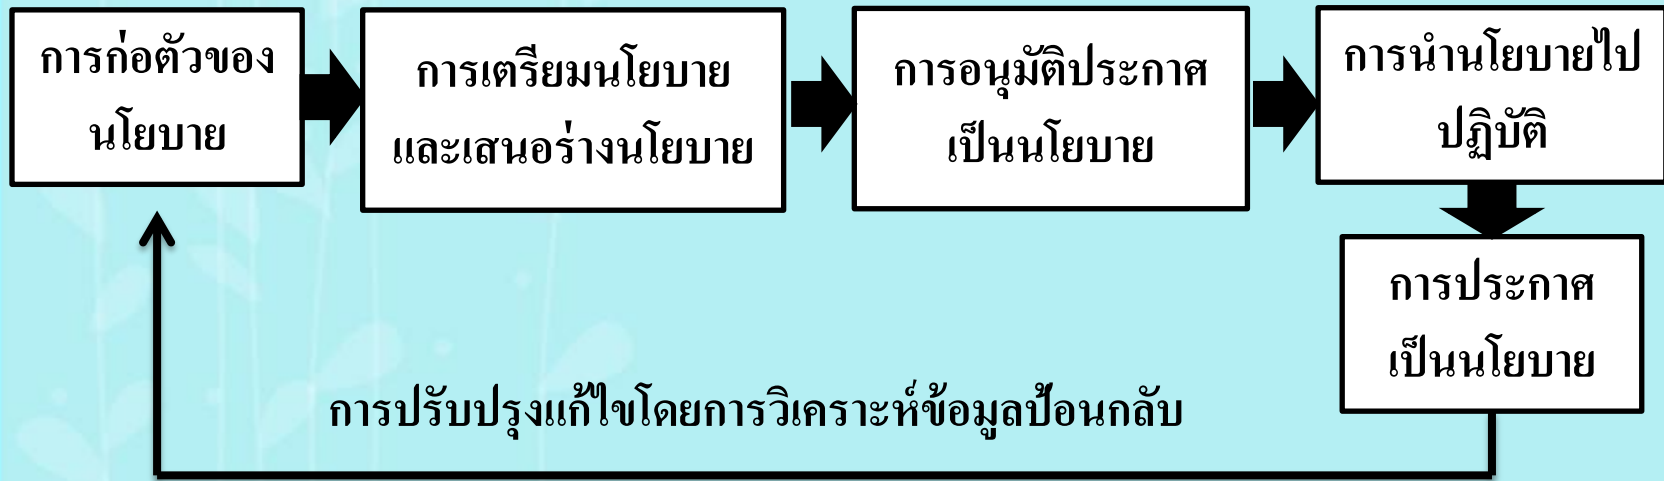 การก่อตัวของ
นโยบาย
การเตรียมนโยบาย
และเสนอร่างนโยบาย
การอนุมัติประกาศ
เป็นนโยบาย
การนำนโยบายไป
ปฏิบัติ
การประกาศ
เป็นนโยบาย
การปรับปรุงแก้ไขโดยการวิเคราะห์ข้อมูลป้อนกลับ